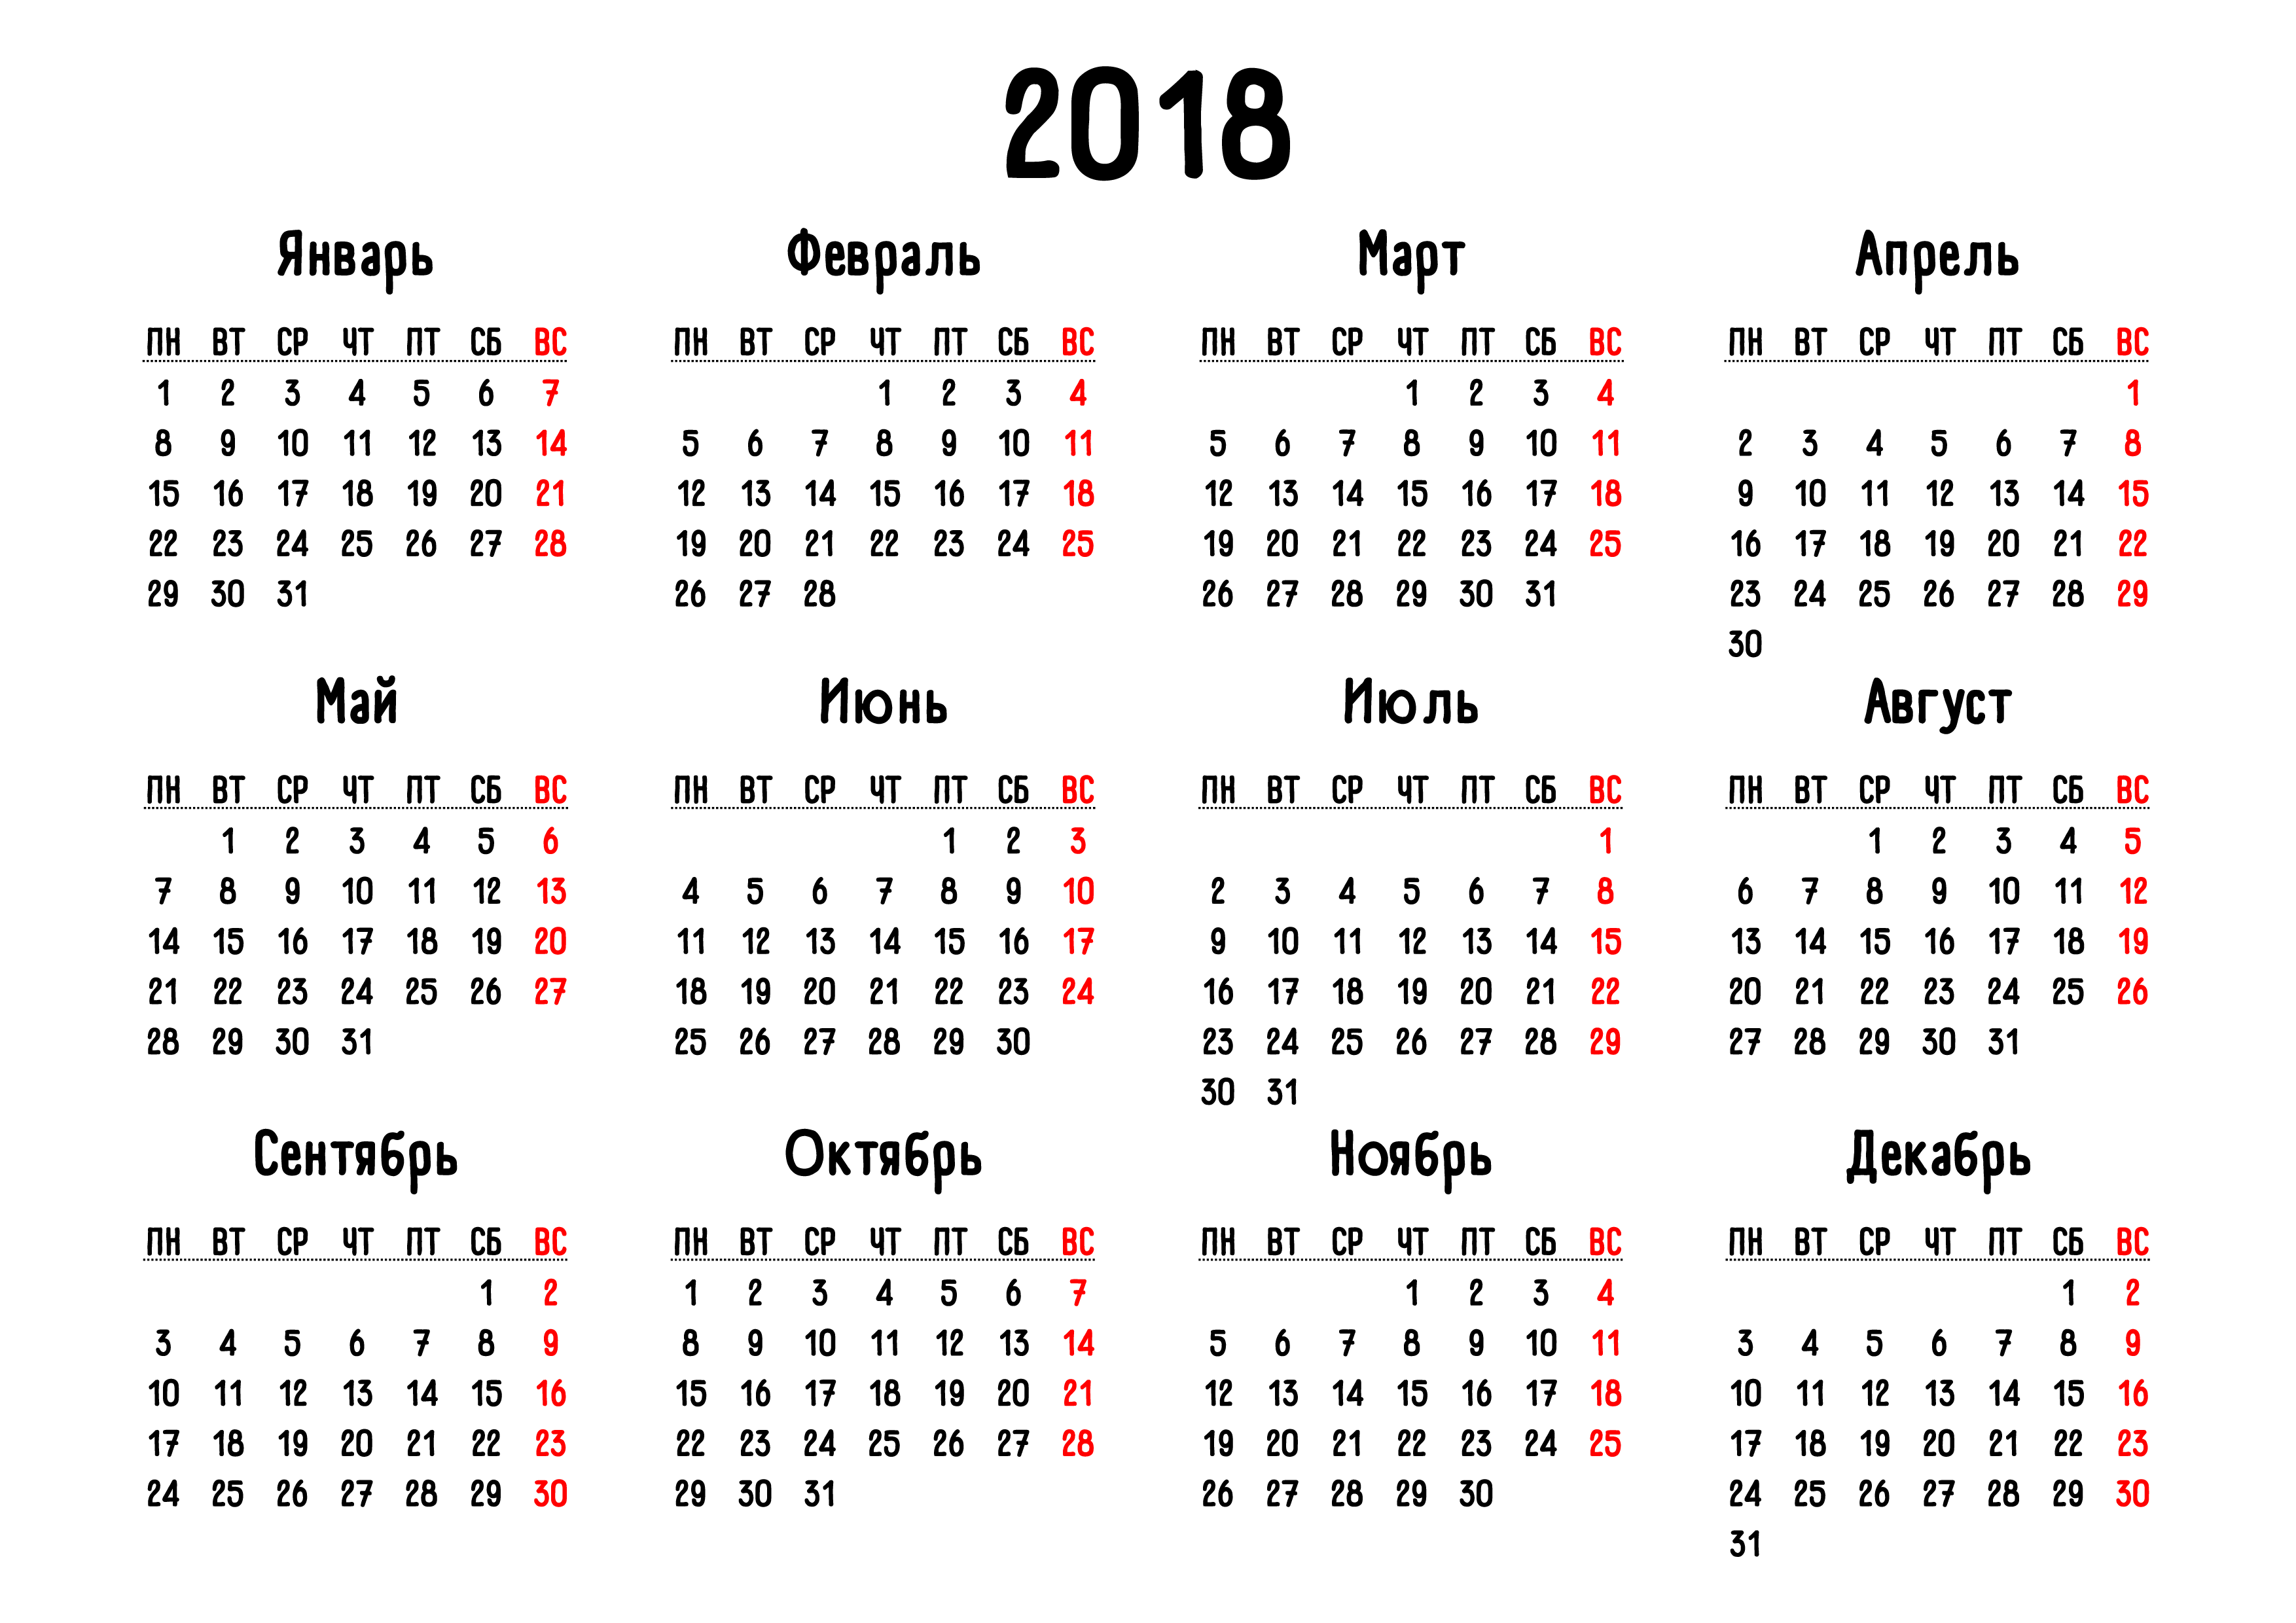 2018
Январь
ПН ВТ СР ЧТ ПТ СБ ВС
1 2 3 4 5 6 7
8 9 10 11 12 13 14
15 16 17 18 19 20 21
22 23 24 25 26 27 28
29 30 31
Февраль
ПН ВТ СР ЧТ ПТ СБ ВС
1 2 3 4
5 6 7 8 9 10 11
12 13 14 15 16 17 18
19 20 21 22 23 24 25
26 27 28
Март
ПН ВТ СР ЧТ ПТ СБ ВС
1 2 3 4
5 6 7 8 9 10 11
12 13 14 15 16 17 18
19 20 21 22 23 24 25
26 27 28 29 30 31
Апрель
ПН ВТ СР ЧТ ПТ СБ ВС
1
2 3 4 5 6 7 8
9 10 11 12 13 14 15
16 17 18 19 20 21 22
23 24 25 26 27 28 29
30
Май
ПН ВТ СР ЧТ ПТ СБ ВС
1 2 3 4 5 6
7 8 9 10 11 12 13
14 15 16 17 18 19 20
21 22 23 24 25 26 27
28 29 30 31
Июнь
ПН ВТ СР ЧТ ПТ СБ ВС
1 2 3
4 5 6 7 8 9 10
11 12 13 14 15 16 17
18 19 20 21 22 23 24
25 26 27 28 29 30
Июль
ПН ВТ СР ЧТ ПТ СБ ВС
1
2 3 4 5 6 7 8
9 10 11 12 13 14 15
16 17 18 19 20 21 22
23 24 25 26 27 28 29
30 31
Август
ПН ВТ СР ЧТ ПТ СБ ВС
1 2 3 4 5
6 7 8 9 10 11 12
13 14 15 16 17 18 19
20 21 22 23 24 25 26
27 28 29 30 31
Сентябрь
ПН ВТ СР ЧТ ПТ СБ ВС
1 2
3 4 5 6 7 8 9
10 11 12 13 14 15 16
17 18 19 20 21 22 23
24 25 26 27 28 29 30
Октябрь
ПН ВТ СР ЧТ ПТ СБ ВС
1 2 3 4 5 6 7
8 9 10 11 12 13 14
15 16 17 18 19 20 21
22 23 24 25 26 27 28
29 30 31
Ноябрь
ПН ВТ СР ЧТ ПТ СБ ВС
1 2 3 4
5 6 7 8 9 10 11
12 13 14 15 16 17 18
19 20 21 22 23 24 25
26 27 28 29 30
Декабрь
ПН ВТ СР ЧТ ПТ СБ ВС
1 2
3 4 5 6 7 8 9
10 11 12 13 14 15 16
17 18 19 20 21 22 23
24 25 26 27 28 29 30
31